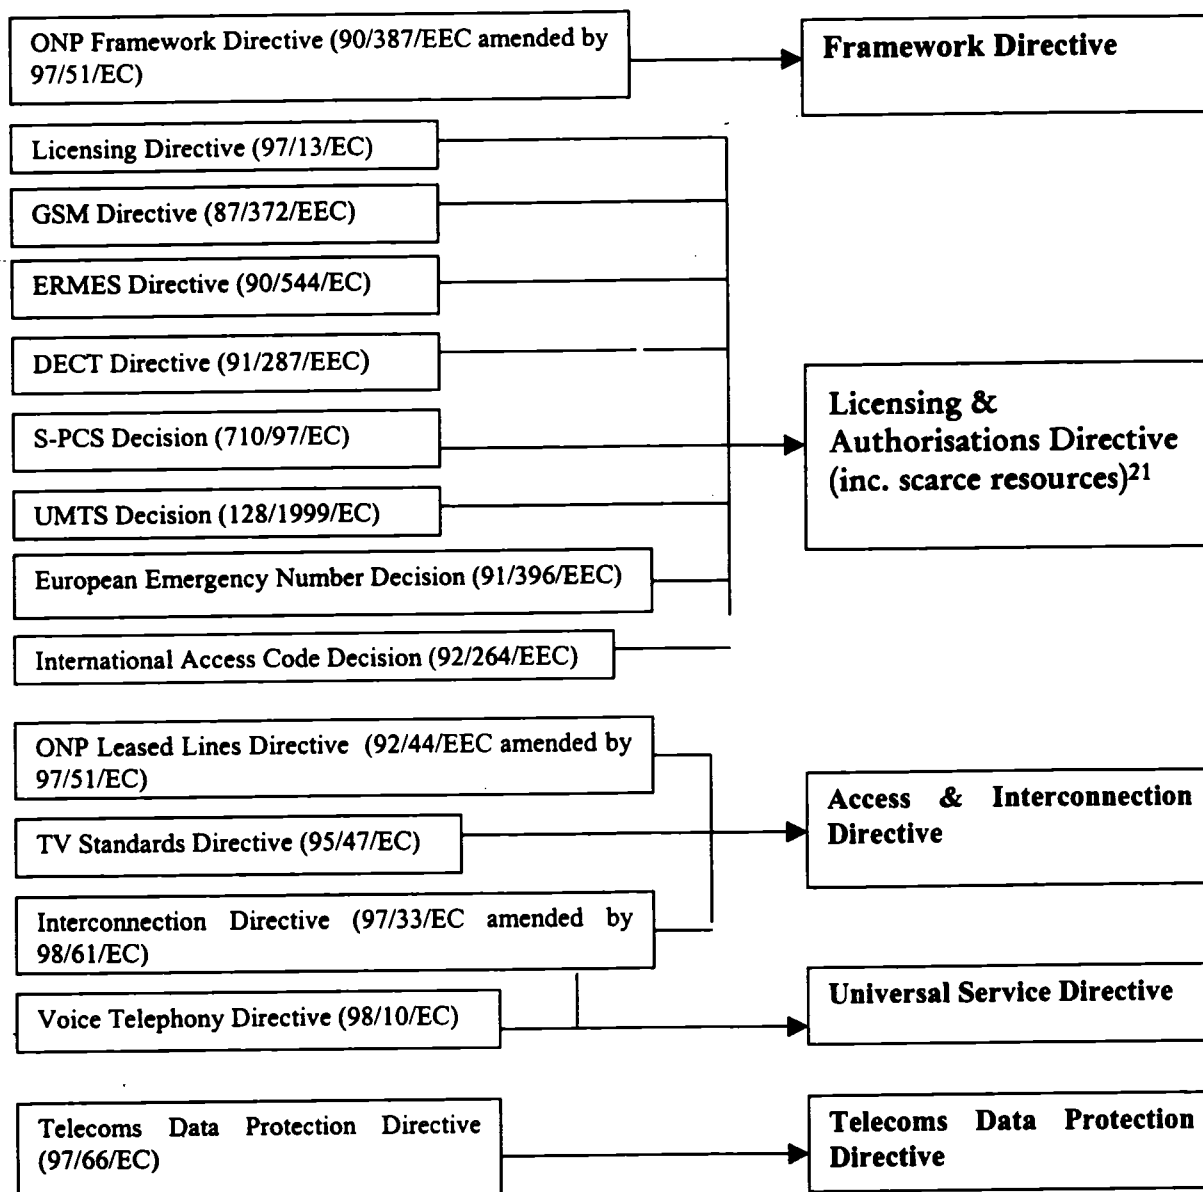 ONP Framework Directive (90/387/EEC amended by
97/51/EC)
Framework Directive
Licensing Directive (97/13/EC)
GSM Directive (87/372/EEC)
ERMES Directive (90/544/EC)
DECT Directive (91/287/EEC)
S-PCS Decision (710/97/EC)
UMTS Decision (128/1999/EC)
European Emergency Number Decision (91/396/EEC)
International Access Code Decision (92/264/EEC)
Licensing &
Authorisations Directive
(inc. scarce resources)21
ONP Leased Lines Directive (92/44/EEC amended by
97/51/EC)
TV Standards Directive (95/47/EC)
Interconnection Directive (97/33/EC amended by
98/61/EC)
Access & Interconnection
Directive
Voice Telephony Directive (98/10/EC)
Universal Service Directive
Telecoms Data Protection Directive
(97/66/EC)
Telecoms Data Protection
Directive